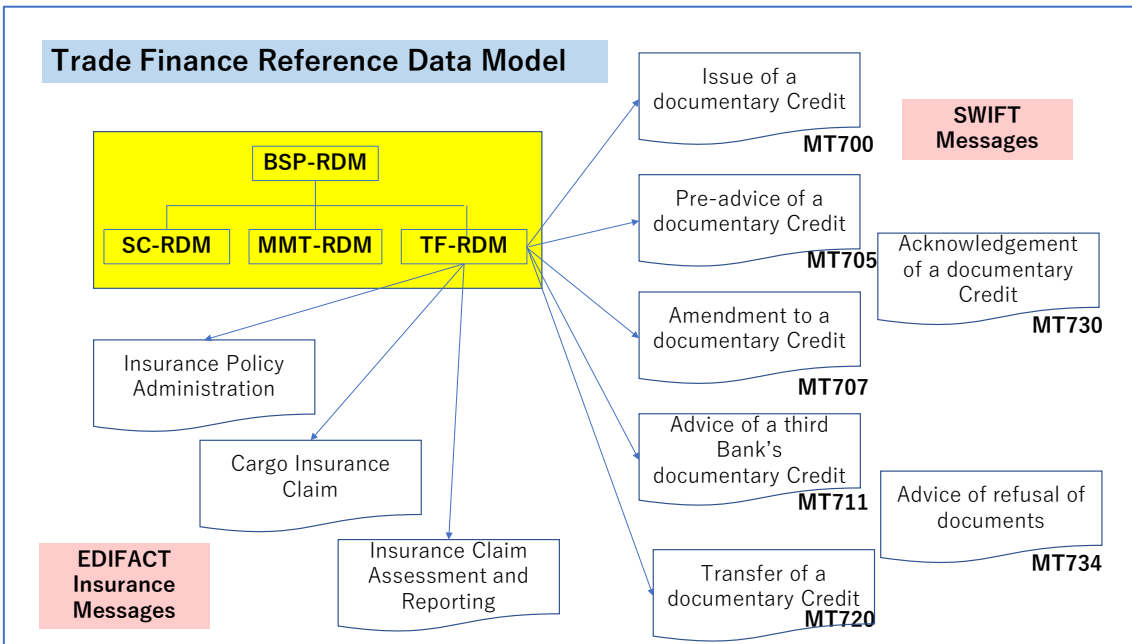 Trade Finance Reference Data Model
BSP-RDM
SC-RDM
MMT-RDM
TF-RDM
Issue of a
documentary Credit
MT700
SWIFT
Messages
Pre-advice of a
documentary Credit
MT705
Acknowledgement
of a documentary
Credit
MT730
Amendment to a
documentary Credit
MT707
Insurance Policy
Administration
Cargo Insurance
Claim
Advice of a third
Bank's
documentary Credit
MT711
Advice of refusal of
documents
MT734
EDIFACT
Insurance
Messages
Insurance Claim
Assessment and
Reporting
Transfer of a
documentary Credit
MT720